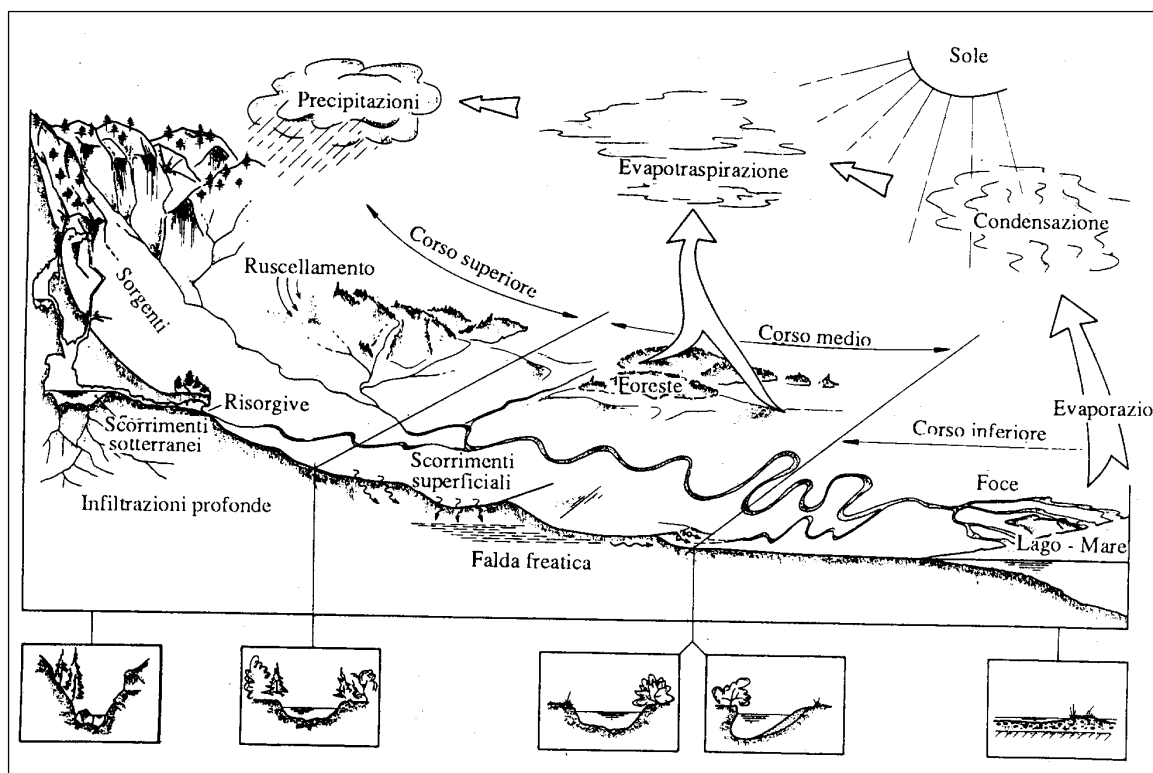 Sole
Precipitazioni
Evapotraspirazione
Condensazione
Corso superiore
Ruscellamento
Sorgenti
Corso medio
Foreste
Evaporazio
Risorgive
Corso inferiore
Scorrimenti
sotterranei
Scorrimenti
superficiali
Foce
Infiltrazioni profonde
Lago - Mare
Falda freatica